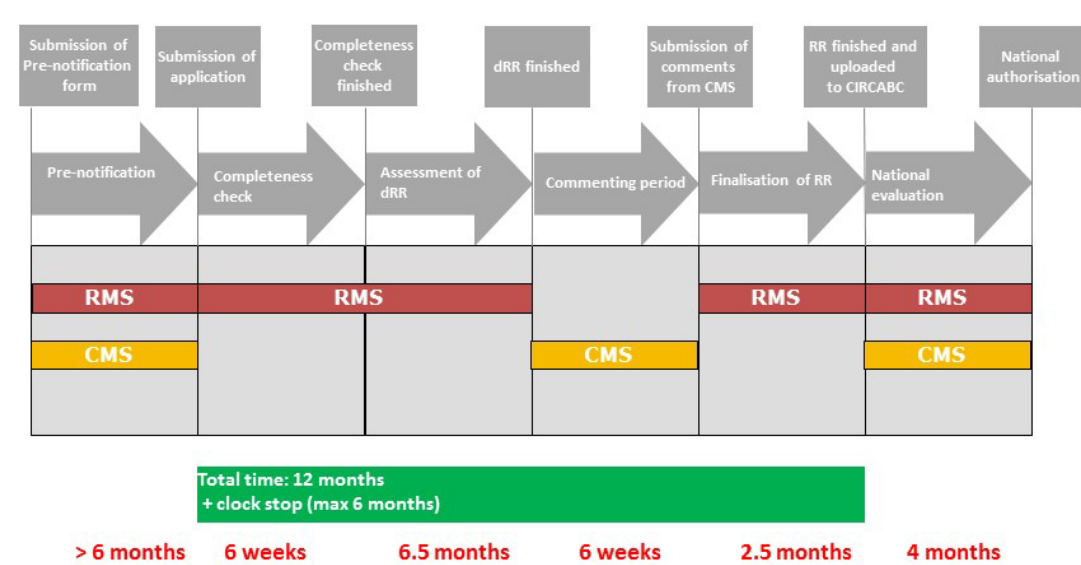 Submission of
Pre-notification
form
Submission of
application
Completeness
check
finished
dRR finished
Submission of
comments
from CMS
RR finished and
uploaded
to CIRCABC
National
authorisation
Pre-notification
Completeness
check
Assessment of
dRR
Commenting period
Finalisation of RR
National
evaluation
RMS
RMS
RMS
RMS
CMS
CMS
CMS
Total time: 12 months
+ clock stop (max 6 months)
> 6 months
6 weeks
6.5 months
6 weeks
2.5 months
4 months